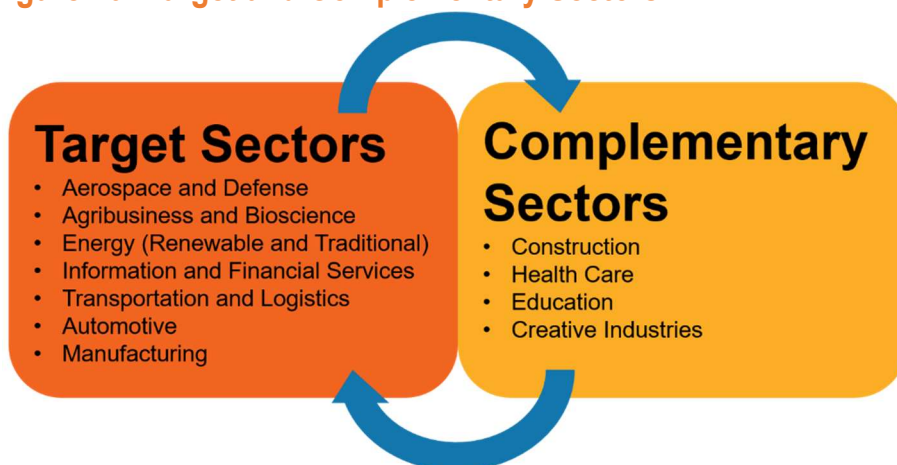 Target Sectors
• Aerospace and Defense
• Agribusiness and Bioscience
• Energy (Renewable and Traditional)
• Information and Financial Services
• Transportation and Logistics
• Automotive
• Manufacturing
Complementary
Sectors
• Construction
• Health Care
• Education
• Creative Industries